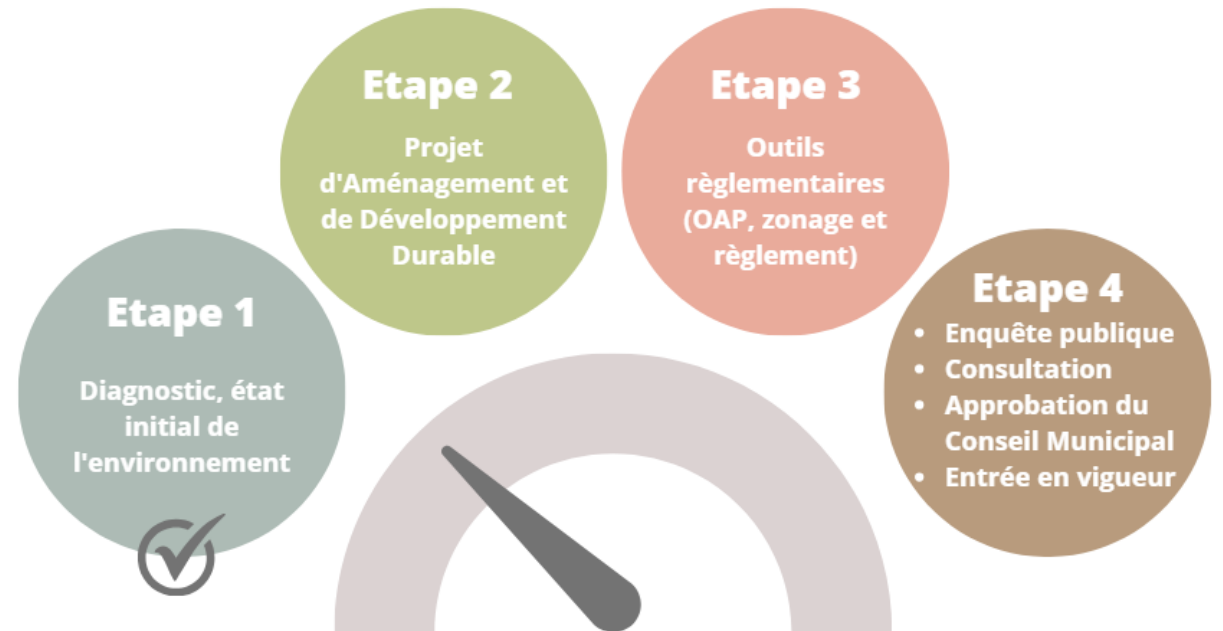 Etape 1
Diagnostic, état
initial de
l'environnement
Etape 2
Projet
d'Aménagement et
de Développement
Durable
Etape 3
Outils
règlementaires
(OAP, zonage et
règlement)
Etape 4
• Enquête publique
• Consultation
• Approbation du
Conseil Municipal
• Entrée en vigueur